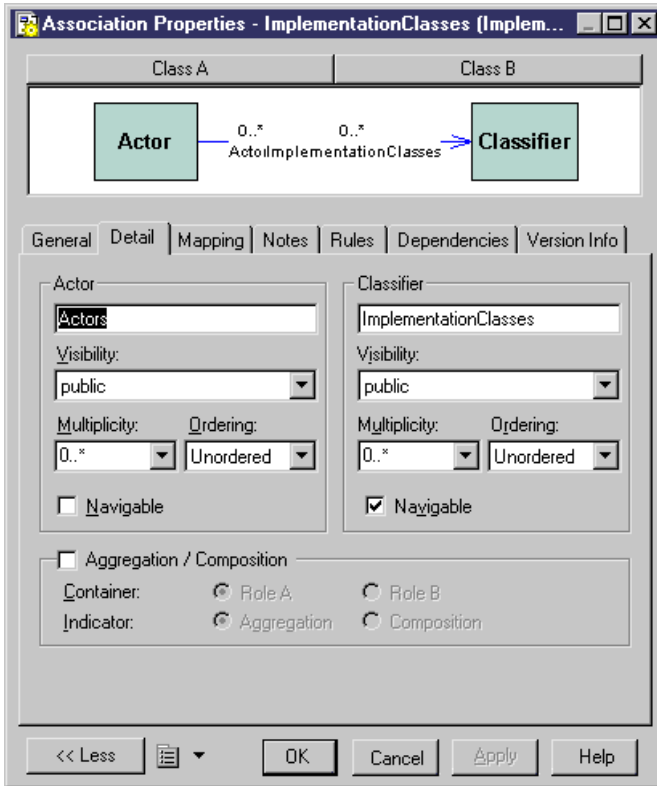 Association Properties - ImplementationClasses (Implem...
Class A Class B
0..* 0..*
Actor Classifier
ActorsImplementationClasses
General Detail Mapping Notes Rules Dependencies Version Info
Actor Classifier
Actors ImplementationClasses
Visibility: Visibility:
public public
Multiplicity: Ordering: Multiplicity: Ordering:
0..* Unordered 0..* Unordered
Navigable Navigable
Aggregation / Composition
Container: Role A Role B
Indicator: Aggregation Composition
<< Less OK Cancel Apply Help